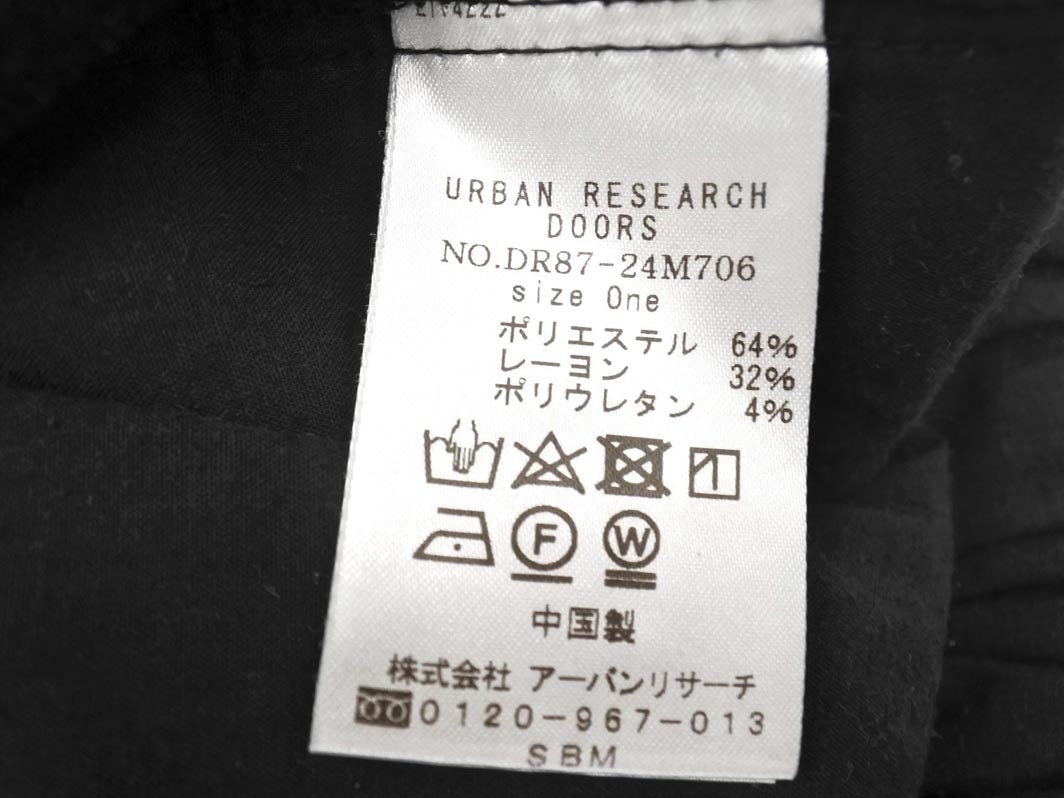 URBAN RESEARCH
DOORS
NO.DR87-24M706
size One
ポリエステル 64%
レーヨン 32%
ポリウレタン 4%
F W
中国製
株式会社 アーバンリサーチ
0120-967-013
SBM